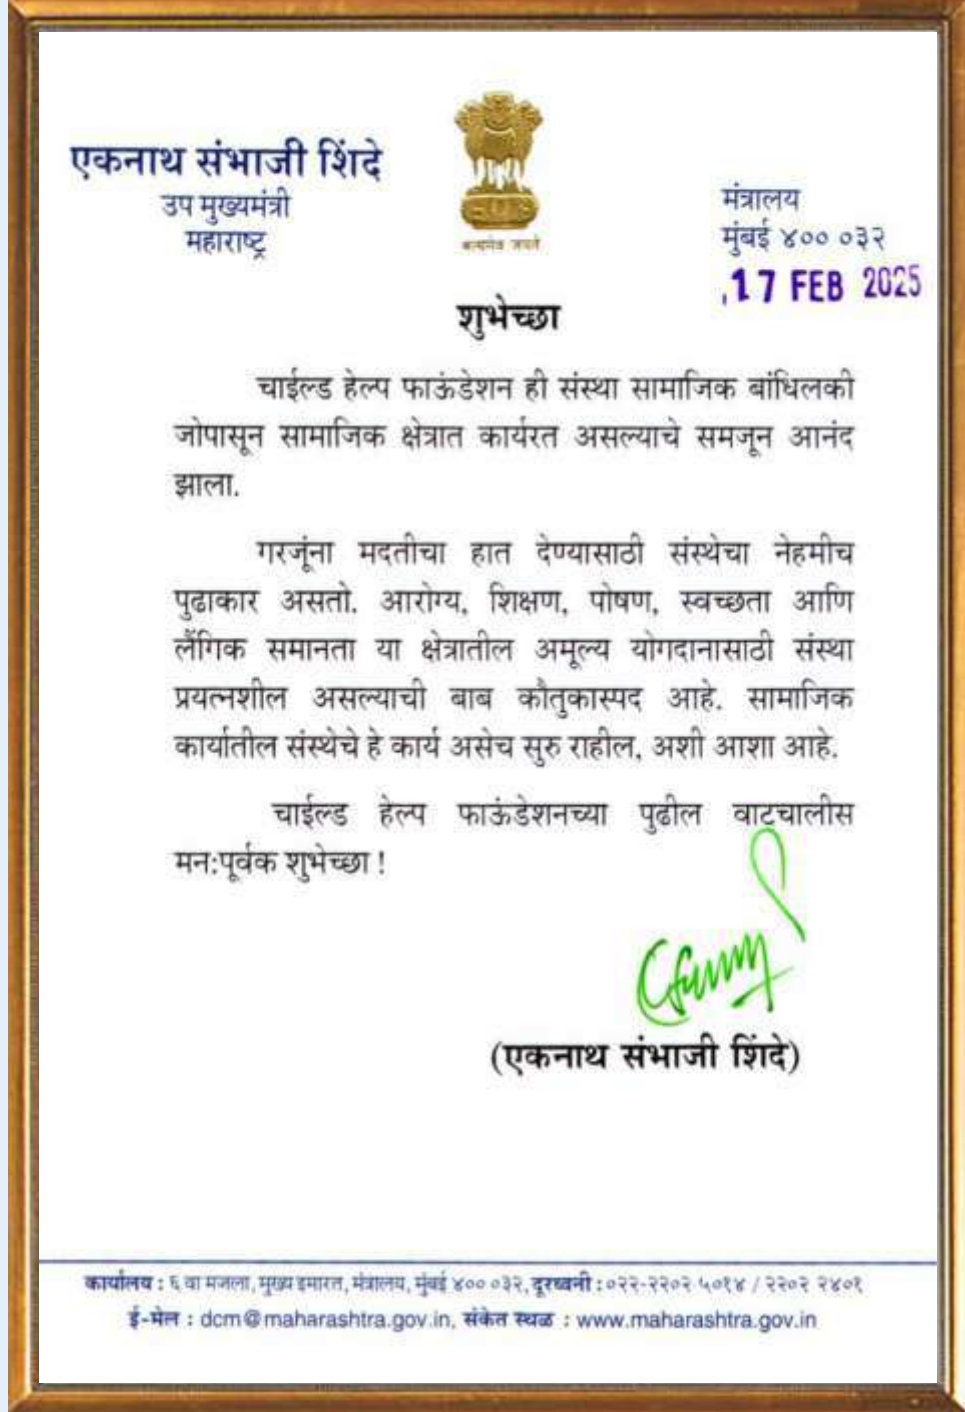 एकनाथ संभाजी शिंदे
उप मुख्यमंत्री
महाराष्ट्र
सत्यमेव जयते
मंत्रालय
मुंबई ४०० ०३२
17 FEB 2025
शुभेच्छा
चाईल्ड हेल्प फाऊंडेशन ही संस्था सामाजिक बांधिलकी
जोपासून सामाजिक क्षेत्रात कार्यरत असल्याचे समजून आनंद
झाला.
गरजूंना मदतीचा हात देण्यासाठी संस्थेचा नेहमीच
पुढाकार असतो. आरोग्य, शिक्षण, पोषण, स्वच्छता आणि
लैंगिक समानता या क्षेत्रातील अमूल्य योगदानासाठी संस्था
प्रयत्नशील असल्याची बाब कौतुकास्पद आहे. सामाजिक
कार्यातील संस्थेचे हे कार्य असेच सुरु राहील, अशी आशा आहे.
चाईल्ड हेल्प फाऊंडेशनच्या पुढील वाटचालीस
मन:पूर्वक शुभेच्छा !
(एकनाथ संभाजी शिंदे)
कार्यालय : ६ वा मजला, मुख्य इमारत, मंत्रालय, मुंबई ४०० ०३२, दूरध्वनी : ०२२-२२०२ ५०१४ / २२०२ २४०१
ई-मेल : dcm@maharashtra.gov.in, संकेत स्थळ : www.maharashtra.gov.in